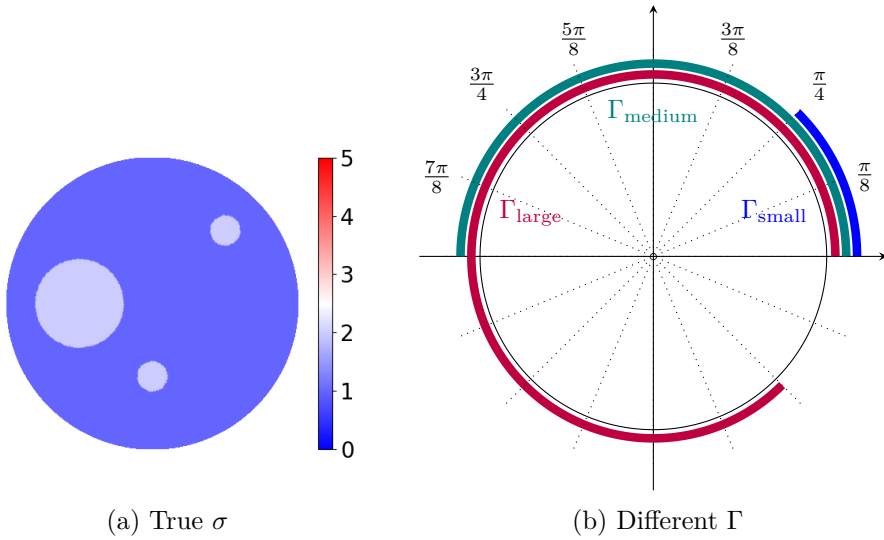 5
4
3
2
1
0
(a) True σ
5π/8
3π/8
3π/4
π/4
7π/8
π/8
Γmedium
Γlarge
Γsmall
(b) Different Γ